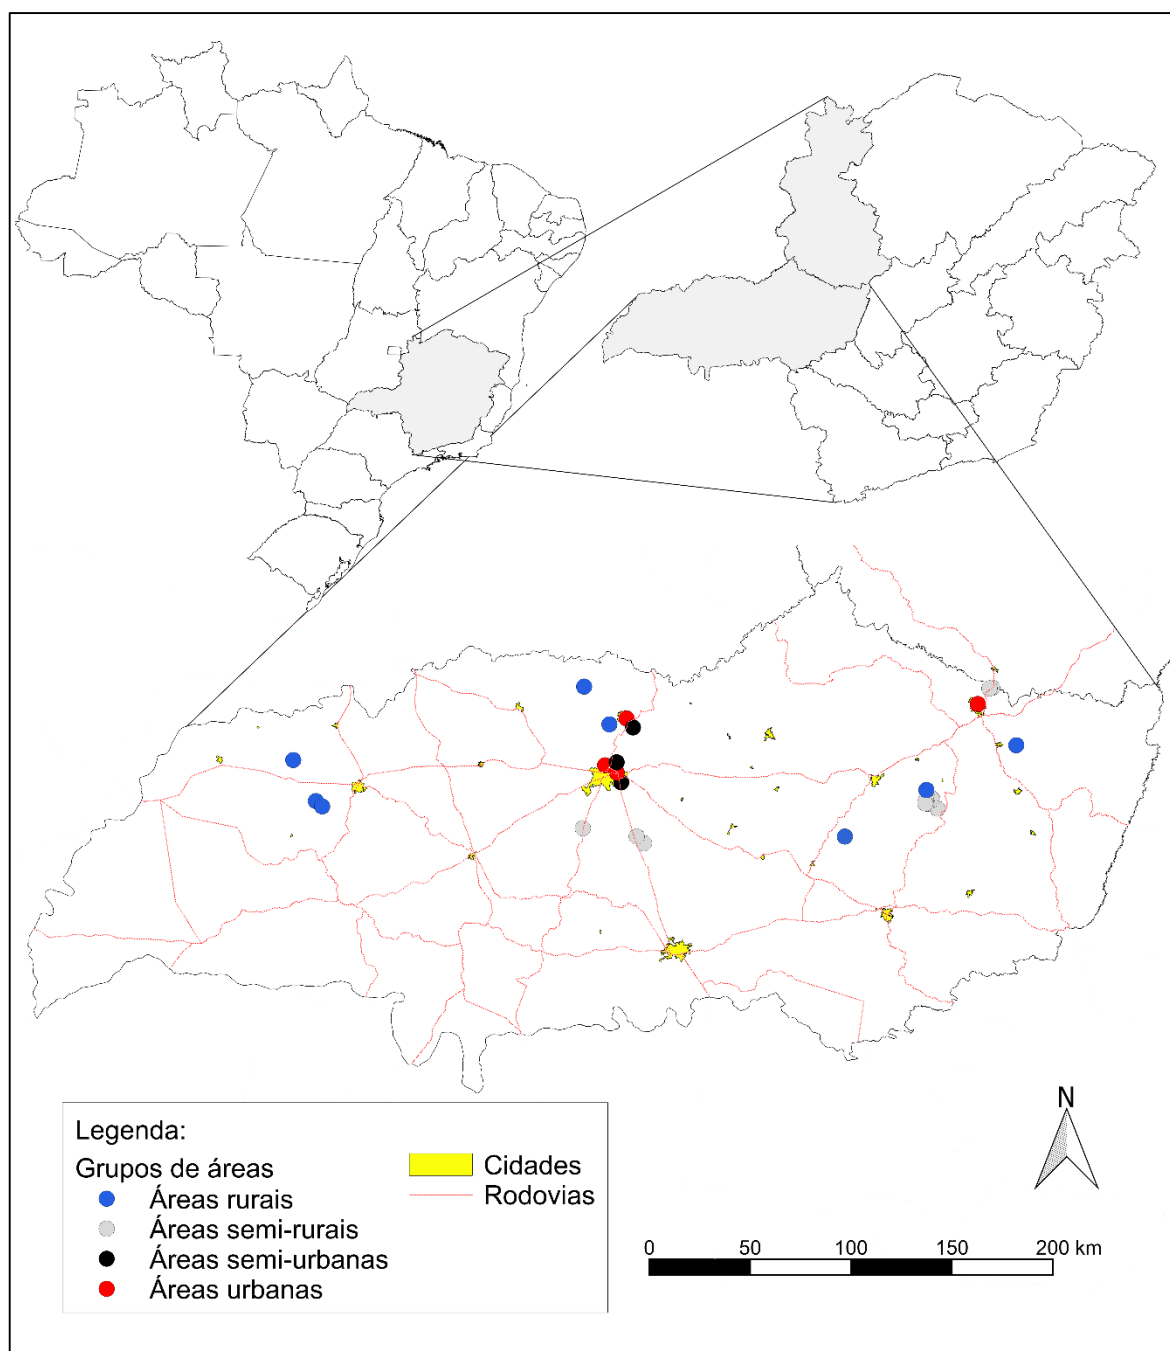 N
Legenda:
Grupos de áreas
Áreas rurais
Áreas semi-rurais
Áreas semi-urbanas
Áreas urbanas
Cidades
Rodovias
0 50 100 150 200 km